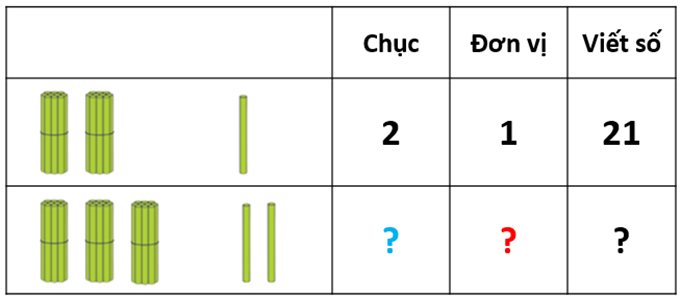 Chục Đơn vị Viết số
2 1 21
? ? ?